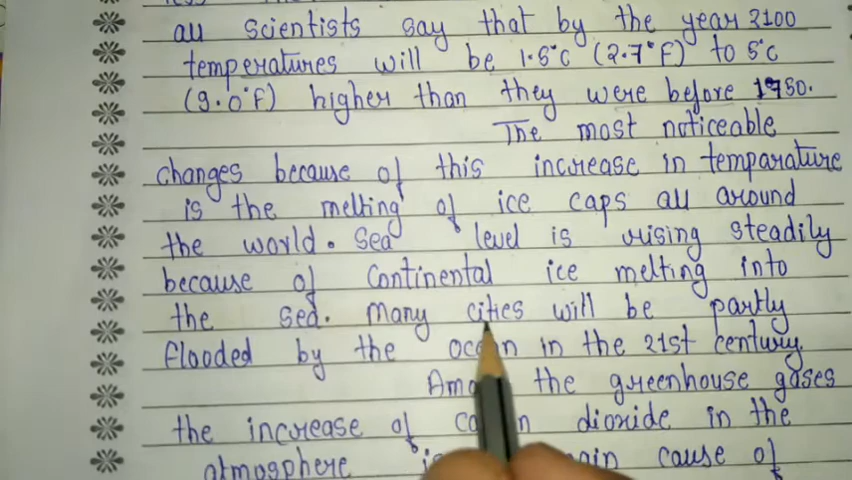 all scientists say that by the year 2100
temperatures will be 1.5°C (2.7°F) to 5°C
(9.0°F) higher than they were before 1950.
The most noticeable
changes because of this increase in temparature
is the melting of ice caps all around
the world. Sea level is rising steadily
because of Continental ice melting into
the sea. Many cities will be partly
flooded by the ocean in the 21st century.
the greenhouse gases
the increase of dioxide in the
atmosphere cause of